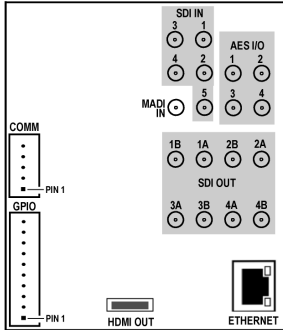 SDI IN
3 1
AES I/O
4 2 1 2
MADI IN 5 3 4
COMM
1B 1A 2B 2A
SDI OUT
PIN 1
GPIO
3A 3B 4A 4B
PIN 1
HDMI OUT
ETHERNET